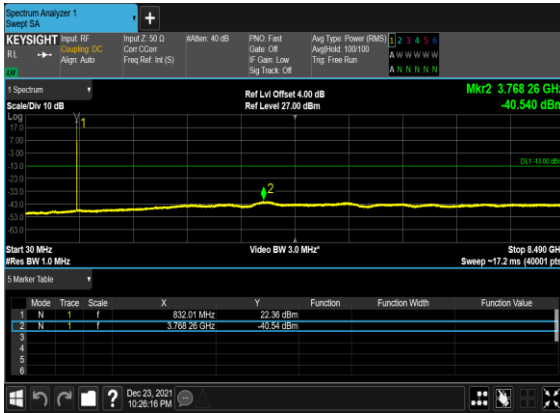 Spectrum Analyzer 1
Swept SA
KEYSIGHT Input: RF Input Z: 50 Ω #Atten: 40 dB PNO: Fast Avg Type: Power (RMS) 1 2 3 4 5 6
RL Coupling: DC Corr CCorr Gate: Off Avg|Hold: 100/100 A W W W W W
Align: Auto Freq Ref: Int (S) IF Gain: Low Trig: Free Run
LXI Sig Track: Off A N N N N N
1 Spectrum Ref Lvl Offset 4.00 dB Mkr2 3.768 26 GHz
Scale/Div 10 dB Ref Level 27.00 dBm -40.540 dBm
Log
17.0
7.00
-3.00
-13.0 DL1 -13.00 dBm
-23.0
-33.0
-43.0
-53.0
-63.0
1
2
Start 30 MHz Video BW 3.0 MHz* Stop 8.490 GHz
#Res BW 1.0 MHz Sweep ~17.2 ms (40001 pts)
5 Marker Table
Mode Trace Scale X Y Function Function Width Function Value
1 N 1 f 832.01 MHz 22.36 dBm
2 N 1 f 3.768 26 GHz -40.54 dBm
3
4
5
6
Dec 23, 2021
10:26:16 PM